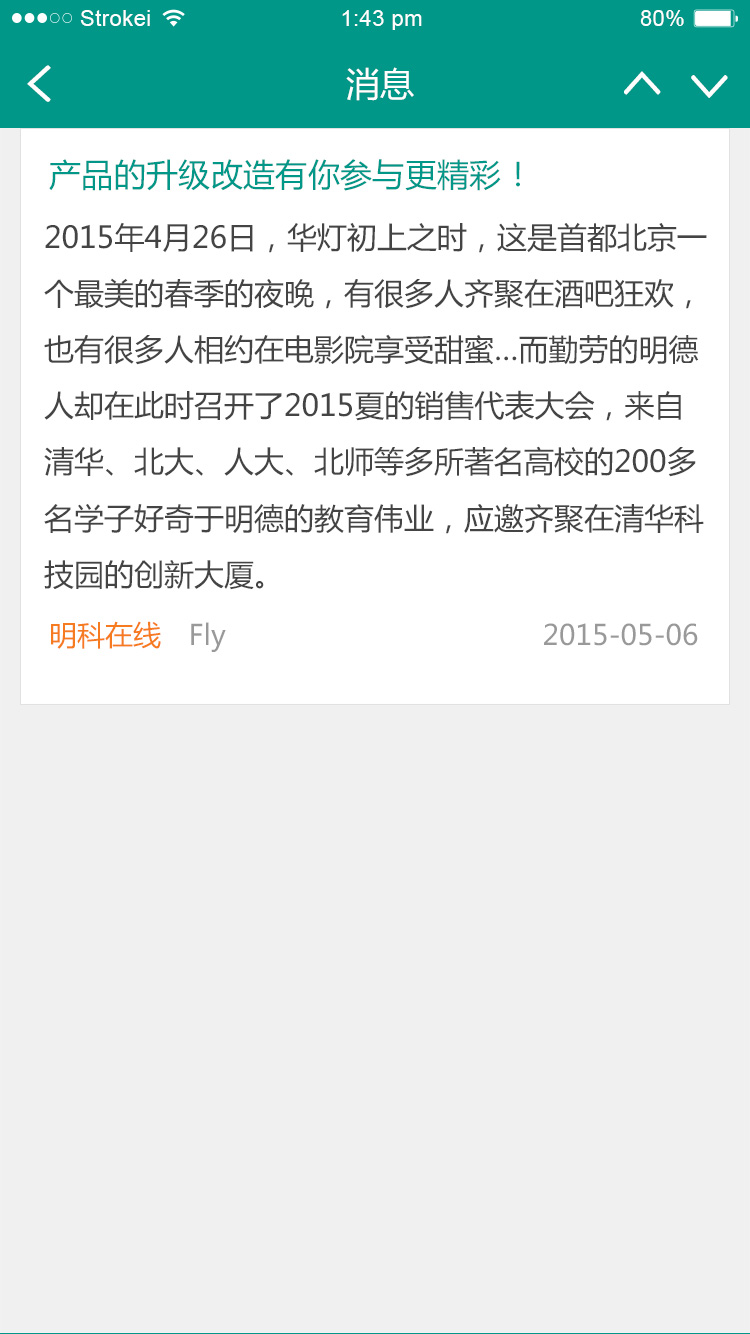 Strokei 1:43 pm 80%
消息
产品的升级改造有你参与更精彩！
2015年4月26日，华灯初上之时，这是首都北京一
个最美的春季的夜晚，有很多人齐聚在酒吧狂欢，
也有很多人相约在电影院享受甜蜜...而勤劳的明德
人却在此时召开了2015夏的销售代表大会，来自
清华、北大、人大、北师等多所著名高校的200多
名学子好奇于明德的教育伟业，应邀齐聚在清华科
技园的创新大厦。
明科在线 Fly 2015-05-06